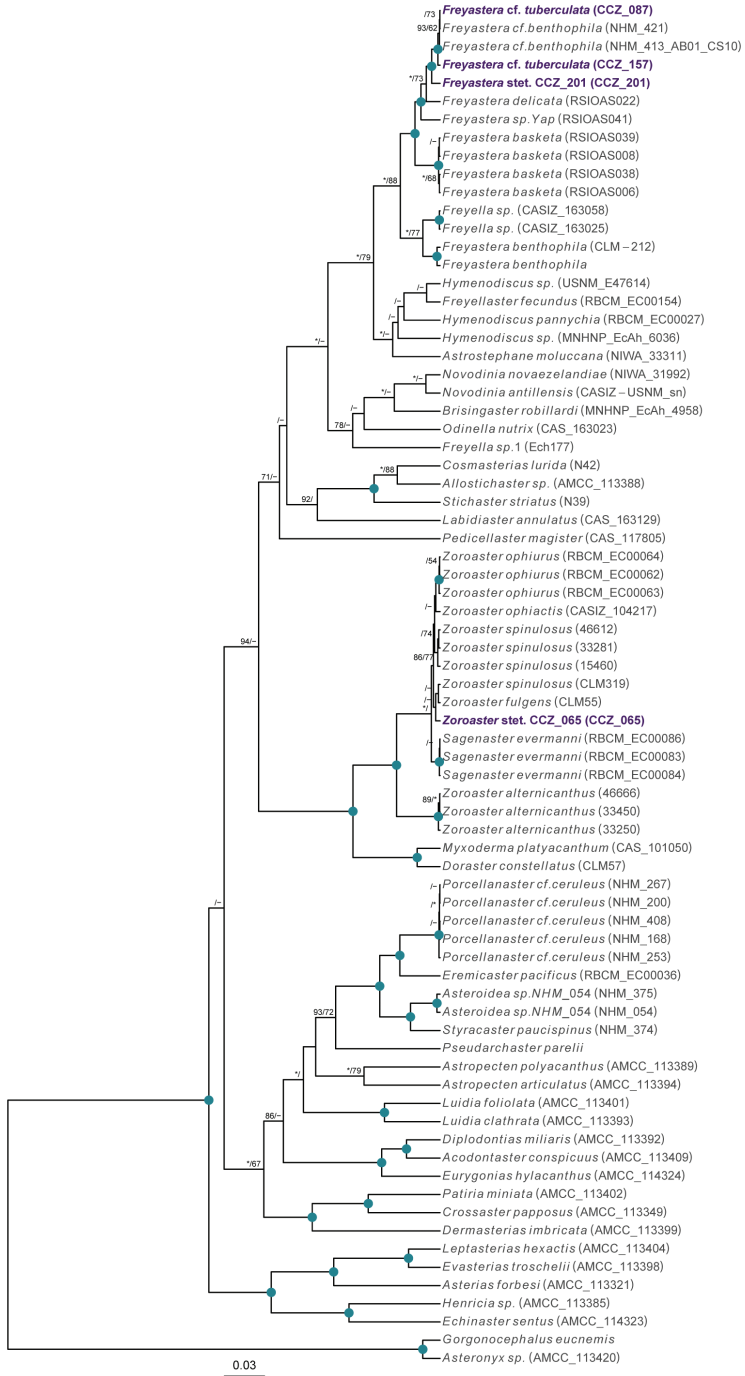 /73
Freyastera cf. tuberculata (CCZ_087)
93/62
Freyastera cf.benthophila (NHM_421)
Freyastera cf.benthophila (NHM_413_AB01_CS10)
Freyastera cf. tuberculata (CCZ_157)
*/73
Freyastera stet. CCZ_201 (CCZ_201)
Freyastera delicata (RSIOAS022)
Freyastera sp.Yap (RSIOAS041)
/–
Freyastera basketa (RSIOAS039)
Freyastera basketa (RSIOAS008)
*/88
*/68
Freyastera basketa (RSIOAS038)
Freyastera basketa (RSIOAS006)
Freyella sp. (CASIZ_163058)
*/77
Freyella sp. (CASIZ_163025)
Freyastera benthophila (CLM–212)
*/79
Freyastera benthophila
/–
Hymenodiscus sp. (USNM_E47614)
/–
Freyellaster fecundus (RBCM_EC00154)
/–
Hymenodiscus pannychia (RBCM_EC00027)
*/–
*/–
Hymenodiscus sp. (MNHNP_EcAh_6036)
Astrostephane moluccana (NIWA_33311)
*/–
Novodinia novaezelandiae (NIWA_31992)
*/–
Novodinia antillensis (CASIZ–USNM_sn)
Brisingaster robillardi (MNHNP_EcAh_4958)
/–
78/–
/–
Odinella nutrix (CAS_163023)
Freyella sp.1 (Ech177)
*/88
Cosmasterias lurida (N42)
71/–
Allostichaster sp. (AMCC_113388)
92/
Stichaster striatus (N39)
Labidiaster annulatus (CAS_163129)
Pedicellaster magister (CAS_117805)
/54
Zoroaster ophiurus (RBCM_EC00064)
Zoroaster ophiurus (RBCM_EC00062)
Zoroaster ophiurus (RBCM_EC00063)
/–
Zoroaster ophiactis (CASIZ_104217)
94/–
/74
Zoroaster spinulosus (46612)
Zoroaster spinulosus (33281)
86/77
Zoroaster spinulosus (15460)
/–
Zoroaster spinulosus (CLM319)
/–
*/
Zoroaster fulgens (CLM55)
Zoroaster stet. CCZ_065 (CCZ_065)
/–
Sagenaster evermanni (RBCM_EC00086)
Sagenaster evermanni (RBCM_EC00083)
Sagenaster evermanni (RBCM_EC00084)
89/*
Zoroaster alternicanthus (46666)
Zoroaster alternicanthus (33450)
Zoroaster alternicanthus (33250)
Myxoderma platyacanthum (CAS_101050)
Doraster constellatus (CLM57)
/–
Porcellanaster cf.ceruleus (NHM_267)
/–
/*
Porcellanaster cf.ceruleus (NHM_200)
/–
Porcellanaster cf.ceruleus (NHM_408)
Porcellanaster cf.ceruleus (NHM_168)
Porcellanaster cf.ceruleus (NHM_253)
Eremicaster pacificus (RBCM_EC00036)
Asteroidea sp.NHM_054 (NHM_375)
93/72
Asteroidea sp.NHM_054 (NHM_054)
Styracaster paucispinus (NHM_374)
Pseudarchaster parelii
*/
*/79
Astropecten polyacanthus (AMCC_113389)
Astropecten articulatus (AMCC_113394)
86/–
Luidia foliolata (AMCC_113401)
Luidia clathrata (AMCC_113393)
Diplodontias miliaris (AMCC_113392)
*/67
Acodontaster conspicuus (AMCC_113409)
Eurygonias hylacanthus (AMCC_114324)
Patiria miniata (AMCC_113402)
Crossaster papposus (AMCC_113349)
Dermasterias imbricata (AMCC_113399)
Leptasterias hexactis (AMCC_113404)
Evasterias troschelii (AMCC_113398)
Asterias forbesi (AMCC_113321)
Henricia sp. (AMCC_113385)
Echinaster sentus (AMCC_114323)
Gorgonocephalus eucnemis
Asteronyx sp. (AMCC_113420)
0.03